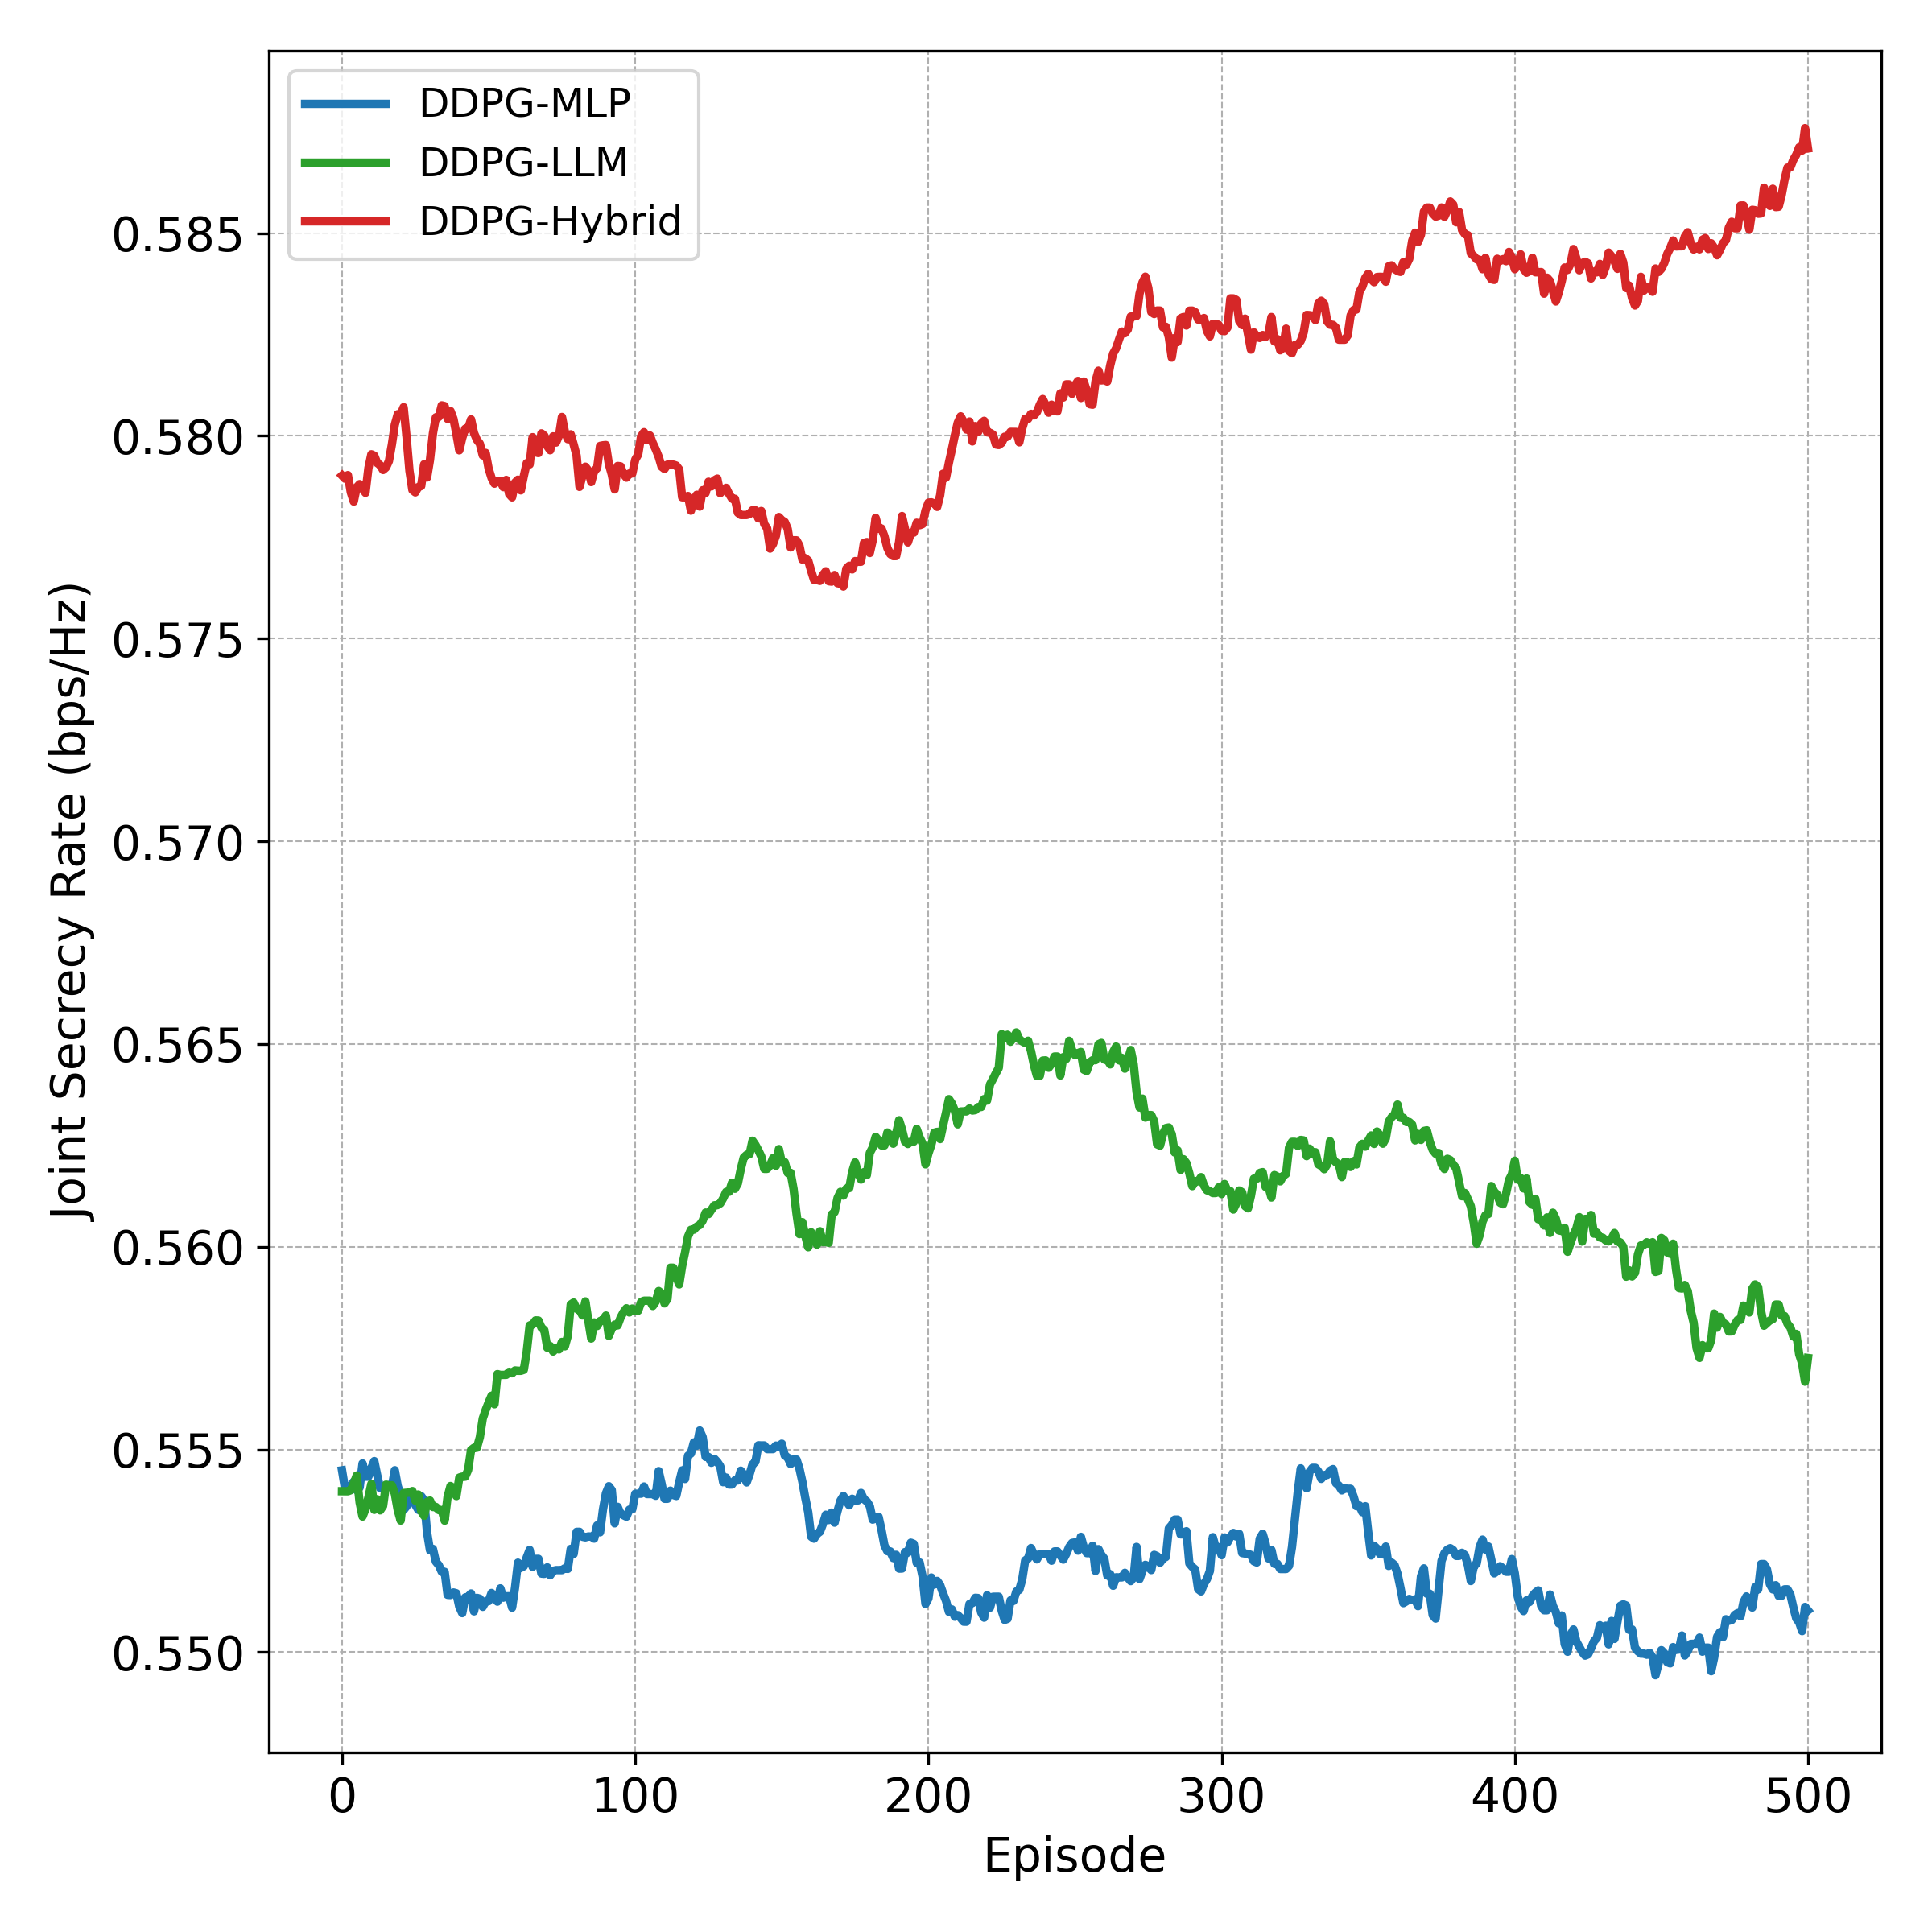 DDPG-MLP
DDPG-LLM
DDPG-Hybrid
Joint Secrecy Rate (bps/Hz)
0.585
0.580
0.575
0.570
0.565
0.560
0.555
0.550
0 100 200 300 400 500
Episode